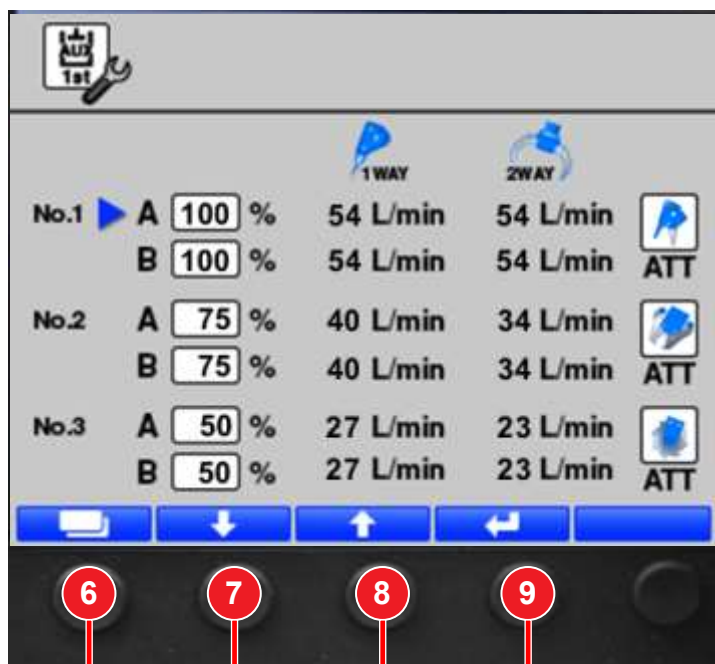 AUX
1st
1WAY 2WAY
No.1 A 100 % 54 L/min 54 L/min
B 100 % 54 L/min 54 L/min ATT
No.2 A 75 % 40 L/min 34 L/min
B 75 % 40 L/min 34 L/min ATT
No.3 A 50 % 27 L/min 23 L/min
B 50 % 27 L/min 23 L/min ATT
6 7 8 9